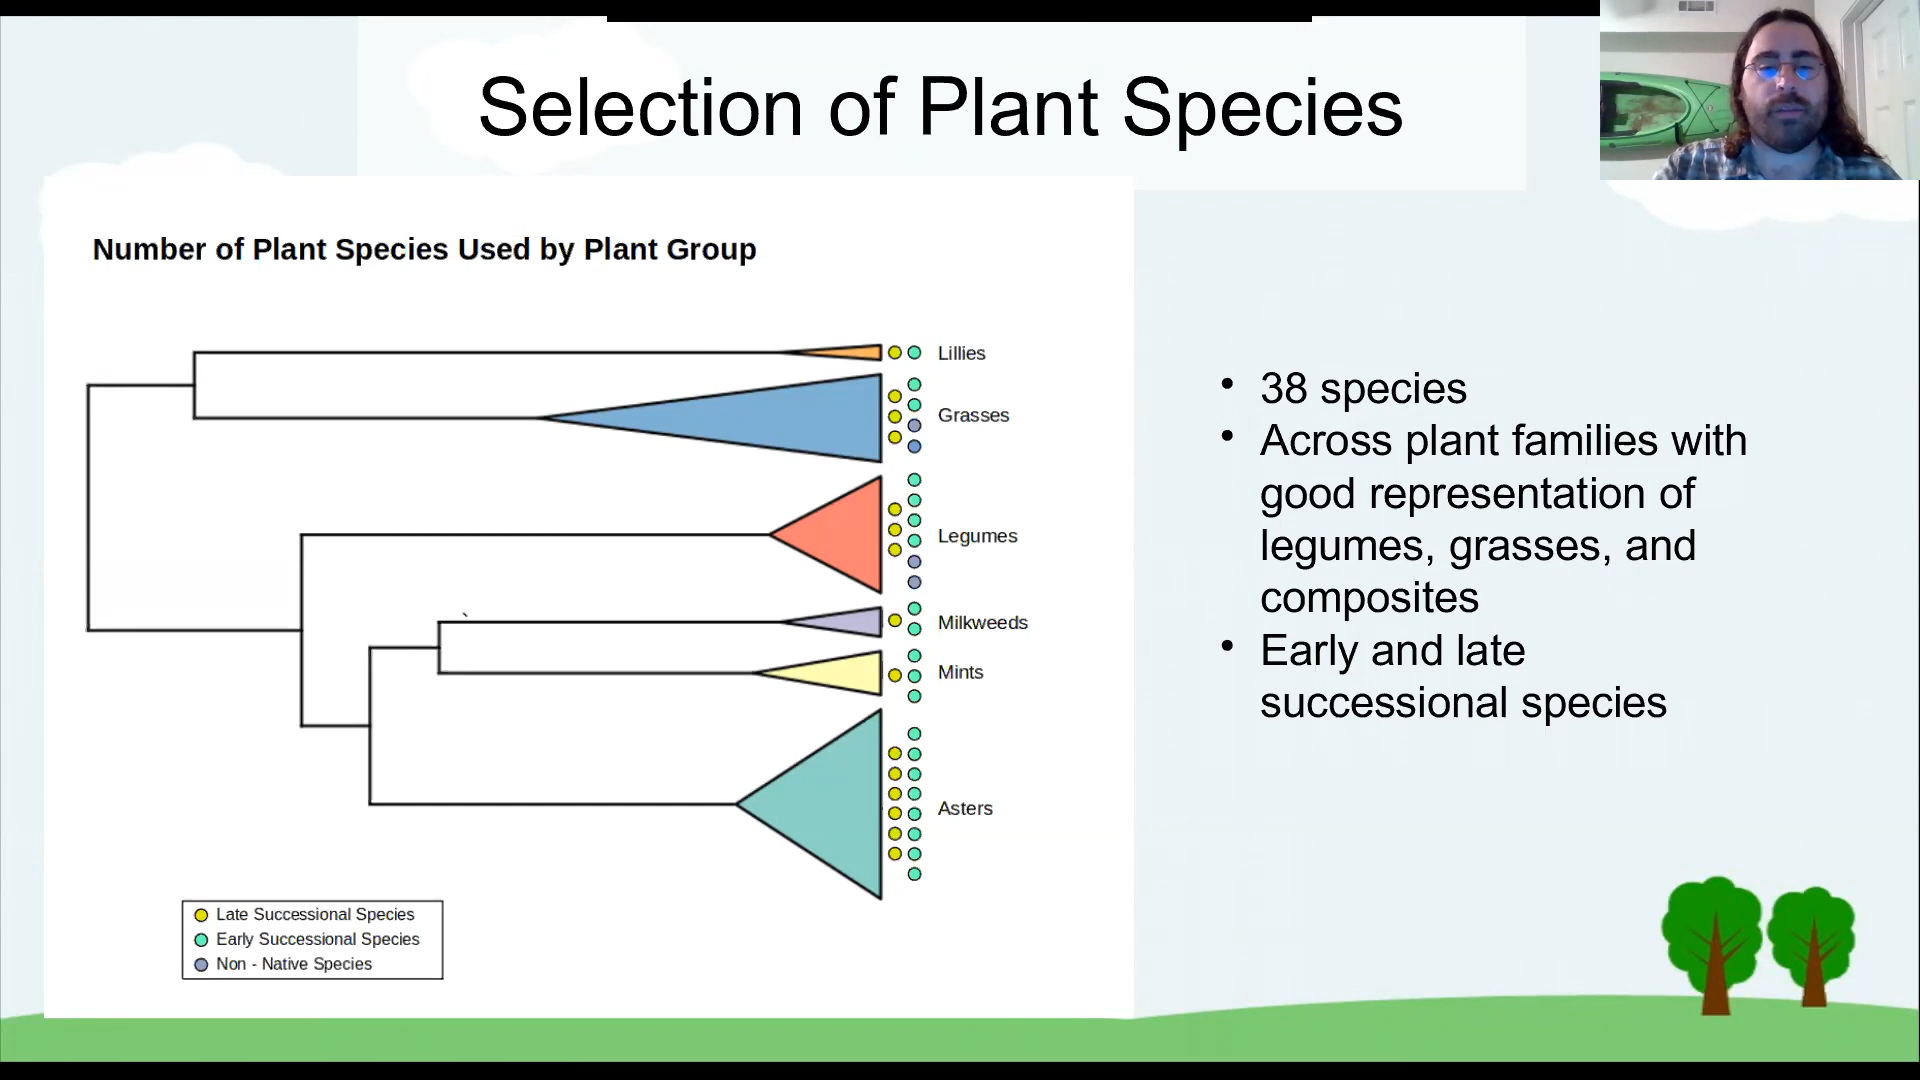 Selection of Plant Species
Number of Plant Species Used by Plant Group
Lillies
Grasses
Legumes
Milkweeds
Mints
Asters
Late Successional Species
Early Successional Species
Non - Native Species
• 38 species
• Across plant families with
good representation of
legumes, grasses, and
composites
• Early and late
successional species